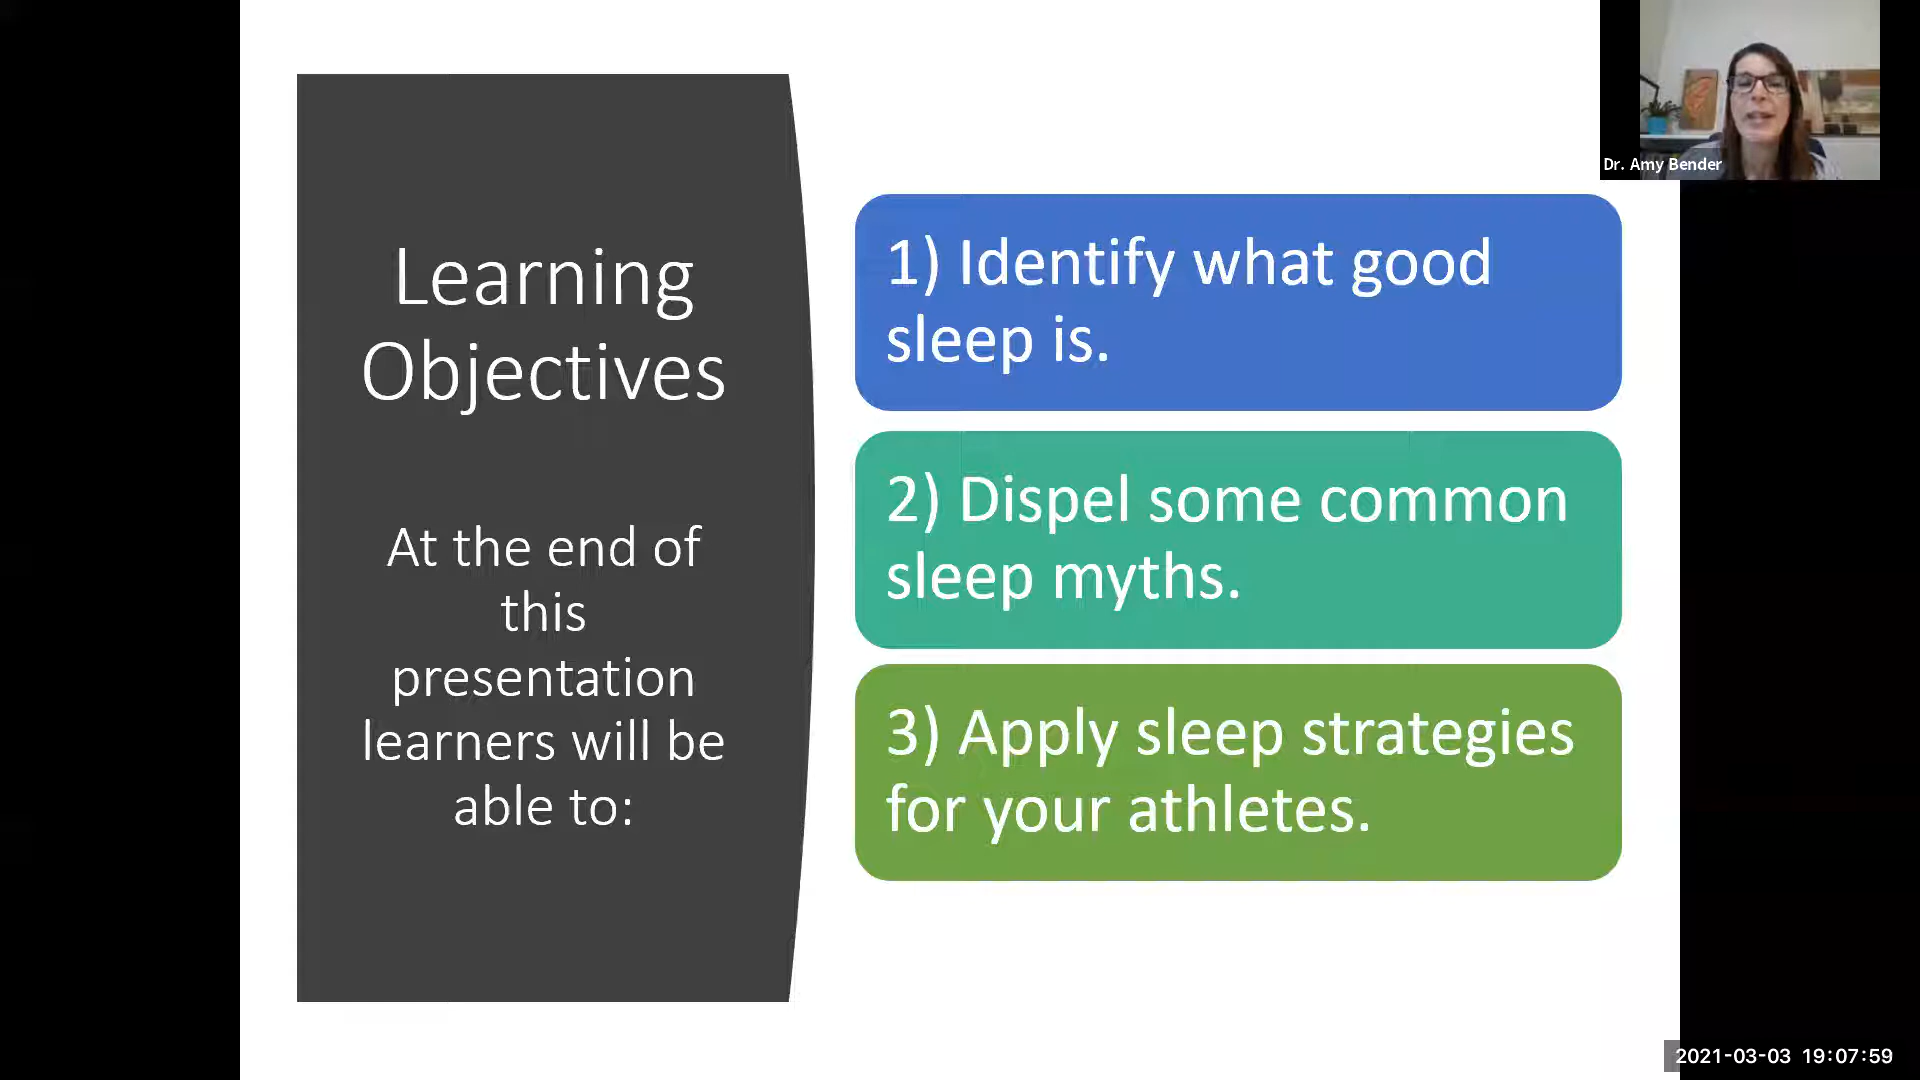 Learning
Objectives
At the end of
this
presentation
learners will be
able to:
1) Identify what good
sleep is.
2) Dispel some common
sleep myths.
3) Apply sleep strategies
for your athletes.
Dr. Amy Bender
2021-03-03 19:07:59